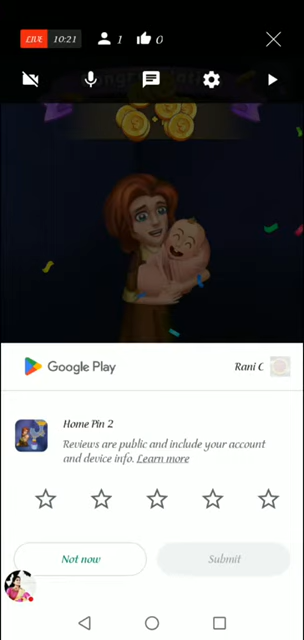 LIVE 10:21 1 0
Google Play Rani C
Home Pin 2
Reviews are public and include your account
and device info. Learn more
Not now Submit